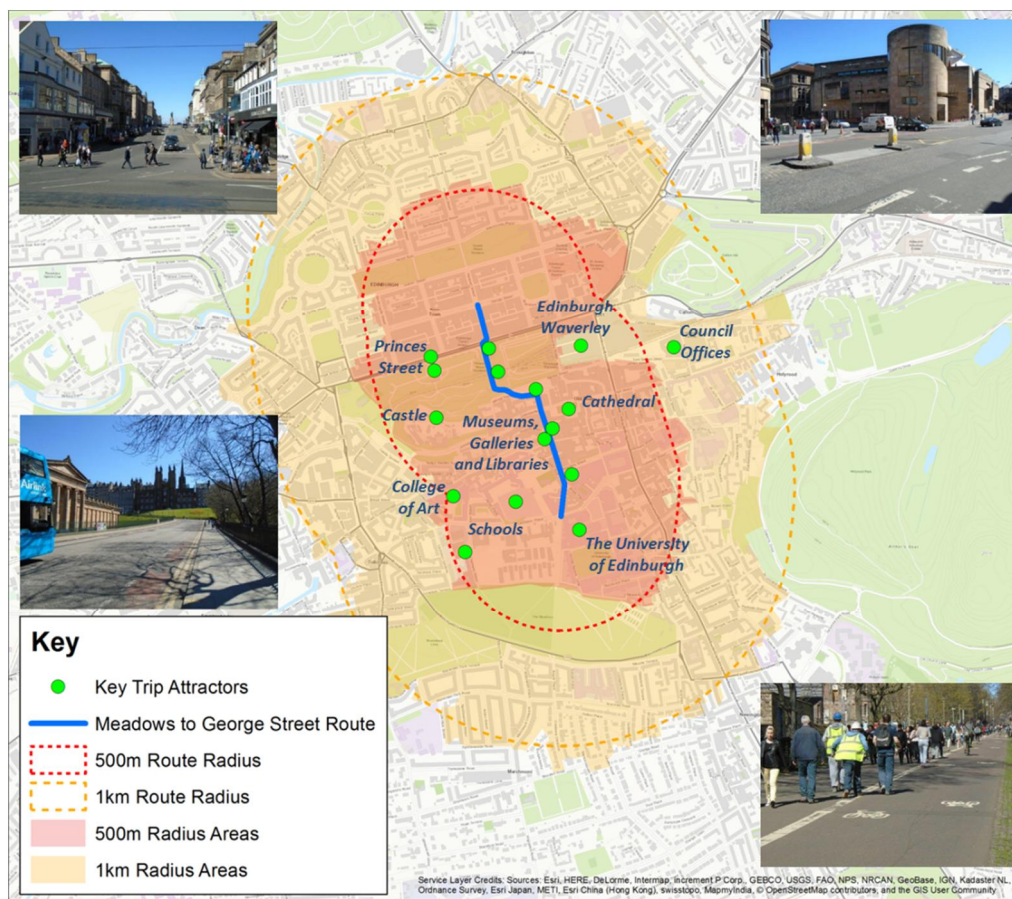 EDINBURGH
Edinburgh
Waverley
Council
Offices
Princes
Street
Castle
Cathedral
Museums,
Galleries
and Libraries
College
of Art
Schools
The University
of Edinburgh
Holyrood
Airlin
Key
Key Trip Attractors
Meadows to George Street Route
500m Route Radius
1km Route Radius
500m Radius Areas
1km Radius Areas
Service Layer Credits: Sources: Esri, HERE, DeLorme, Intermap, increment P Corp., GEBCO, USGS, FAO, NPS, NRCAN, GeoBase, IGN, Kadaster NL,
Ordnance Survey, Esri Japan, METI, Esri China (Hong Kong), swisstopo, MapmyIndia, © OpenStreetMap contributors, and the GIS User Community